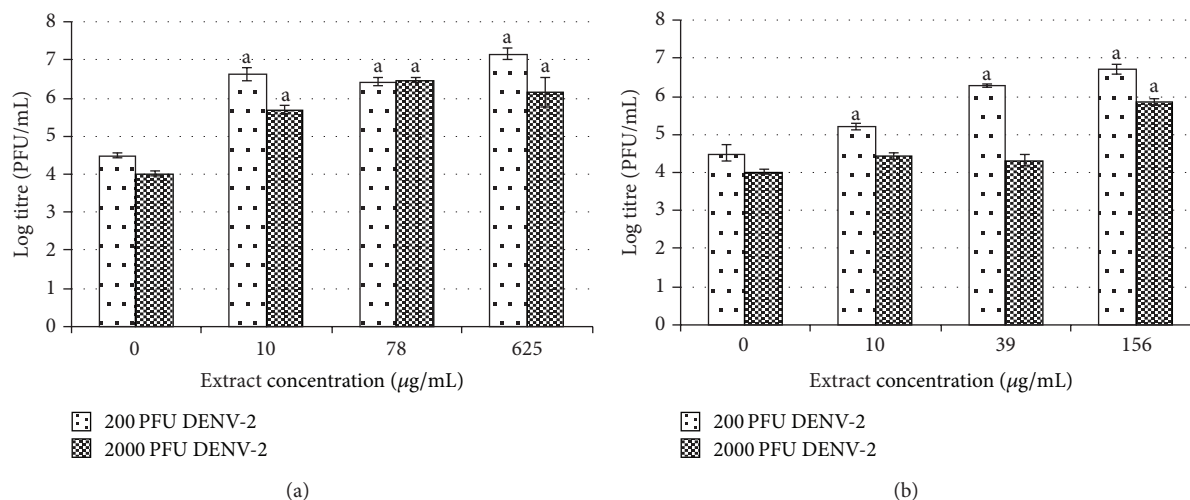 8
7
6
5
4
3
2
1
0
Log titre (PFU/mL)
a
a
a
a
a
a
0 10 78 625
Extract concentration (μg/mL)
200 PFU DENV-2
2000 PFU DENV-2
(a)
8
7
6
5
4
3
2
1
0
Log titre (PFU/mL)
a
a
a
a
0 10 39 156
Extract concentration (μg/mL)
200 PFU DENV-2
2000 PFU DENV-2
(b)